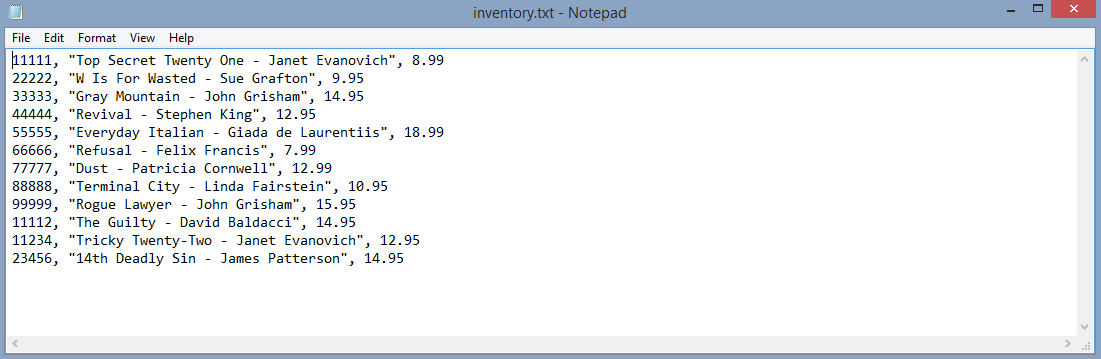 inventory.txt - Notepad
File Edit Format View Help
11111, "Top Secret Twenty One - Janet Evanovich", 8.99
22222, "W Is For Wasted - Sue Grafton", 9.95
33333, "Gray Mountain - John Grisham", 14.95
44444, "Revival - Stephen King", 12.95
55555, "Everyday Italian - Giada de Laurentiis", 18.99
66666, "Refusal - Felix Francis", 7.99
77777, "Dust - Patricia Cornwell", 12.99
88888, "Terminal City - Linda Fairstein", 10.95
99999, "Rogue Lawyer - John Grisham", 15.95
11112, "The Guilty - David Baldacci", 14.95
11234, "Tricky Twenty-Two - Janet Evanovich", 12.95
23456, "14th Deadly Sin - James Patterson", 14.95